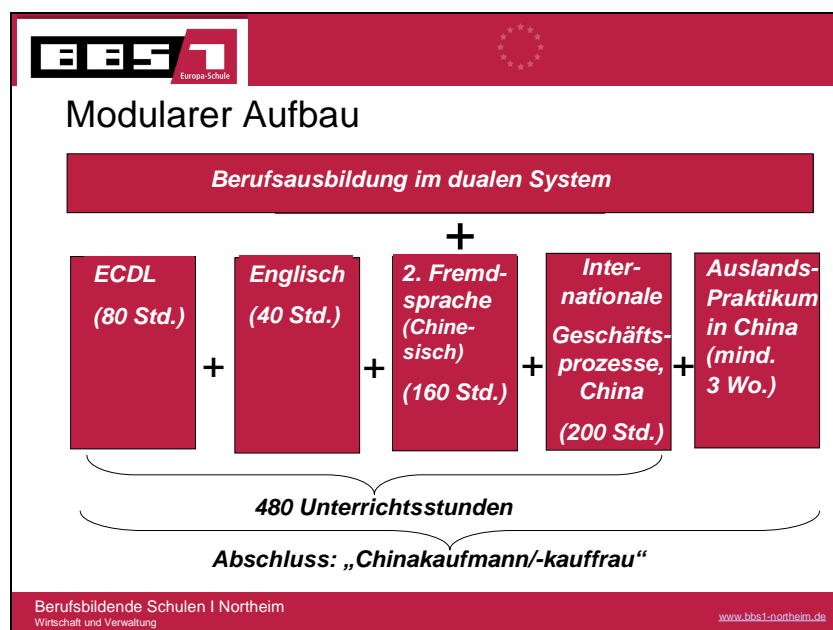 BBS 1
Europa-Schule
Modularer Aufbau
Berufsausbildung im dualen System
+
ECDL
(80 Std.)
+
Englisch
(40 Std.)
+
2. Fremd-
sprache
(Chine-
sisch)
(160 Std.)
+
Inter-
nationale
Geschäfts-
prozesse,
China
(200 Std.)
+
Auslands-
Praktikum
in China
(mind.
3 Wo.)
480 Unterrichtsstunden
Abschluss: „Chinakaufmann/-kauffrau“
Berufsbildende Schulen I Northeim
Wirtschaft und Verwaltung
www.bbs1-northeim.de